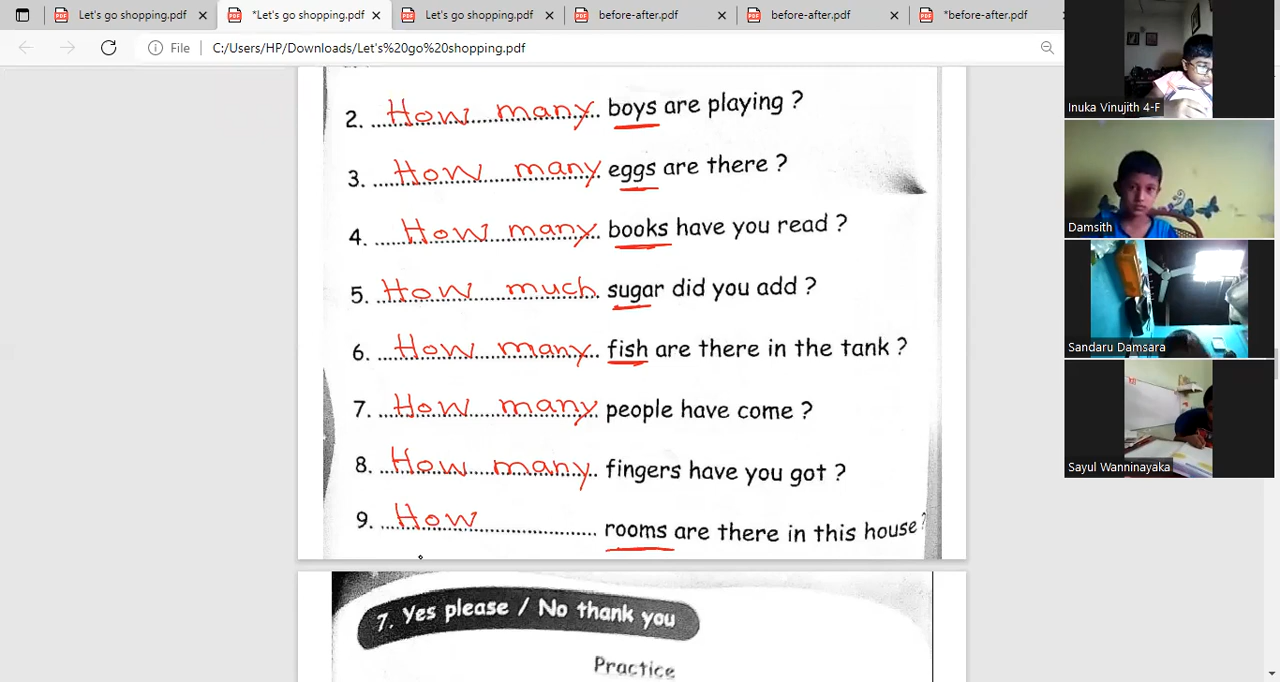 Let's go shopping.pdf
*Let's go shopping.pdf
Let's go shopping.pdf
before-after.pdf
before-after.pdf
*before-after.pdf
File
C:/Users/HP/Downloads/Let's%20go%20shopping.pdf
2. How many boys are playing ?
3. How many eggs are there ?
4. How many books have you read ?
5. How much sugar did you add ?
6. How many fish are there in the tank ?
7. How many people have come ?
8. How many fingers have you got ?
9. How rooms are there in this house?
7. Yes please / No thank you
Practice
Inuka Vinujith 4-F
Damsith
Sandaru Damsara
Sayul Wanninayaka